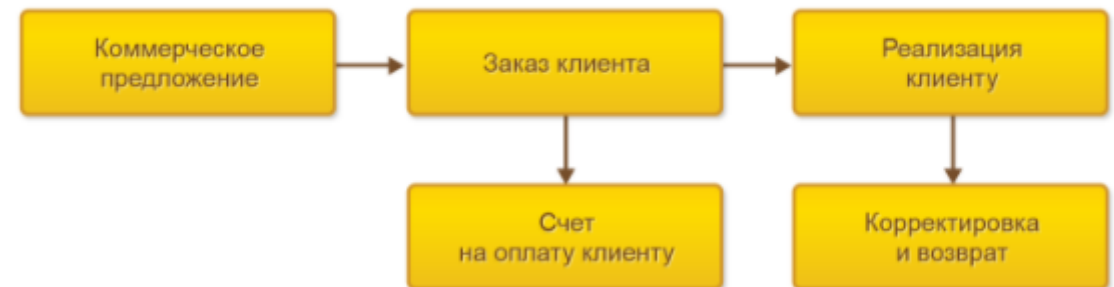 Коммерческое
предложение
Заказ клиента
Реализация
клиенту
Счет
на оплату клиенту
Корректировка
и возврат